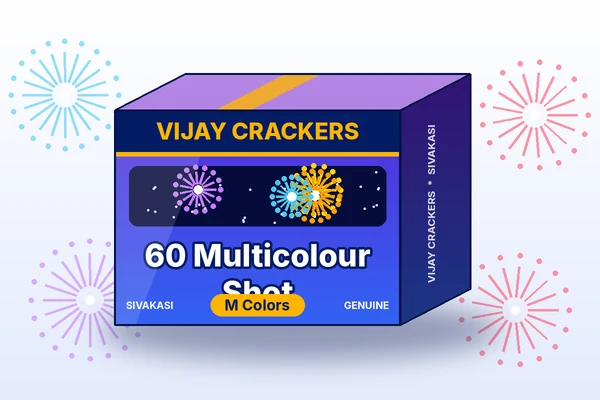 VIJAY CRACKERS
60 Multicolour
Shot
SIVAKASI
M Colors
GENUINE
VIJAY CRACKERS * SIVAKASI